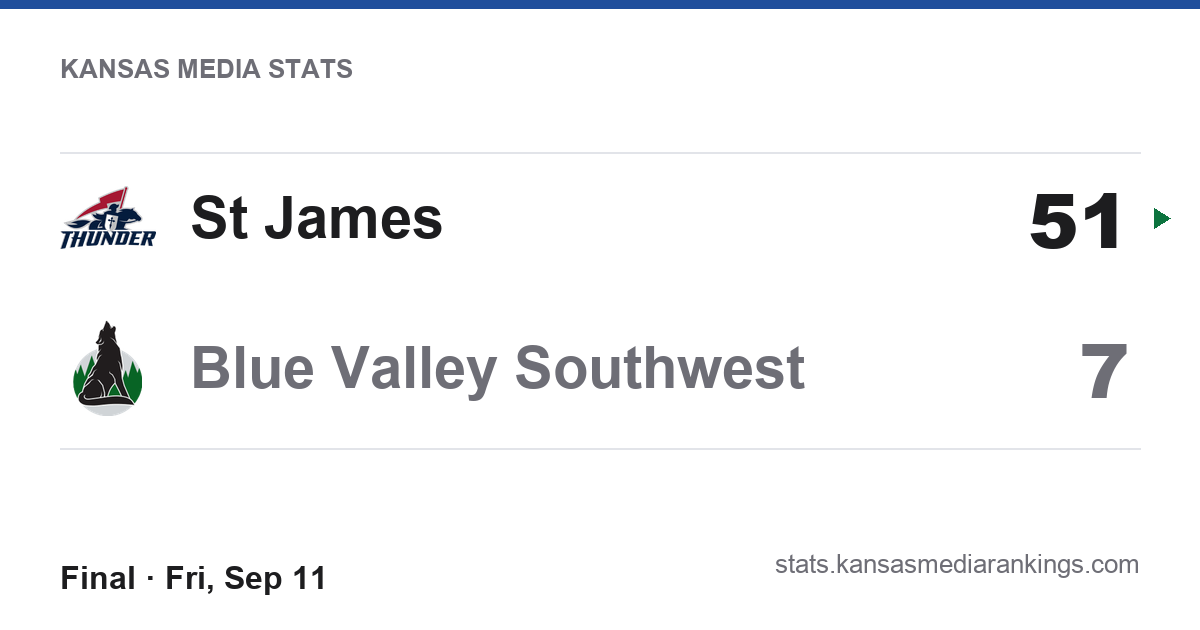 KANSAS MEDIA STATS
THUNDER
St James 51
Blue Valley Southwest 7
Final · Fri, Sep 11
stats.kansasmediarankings.com